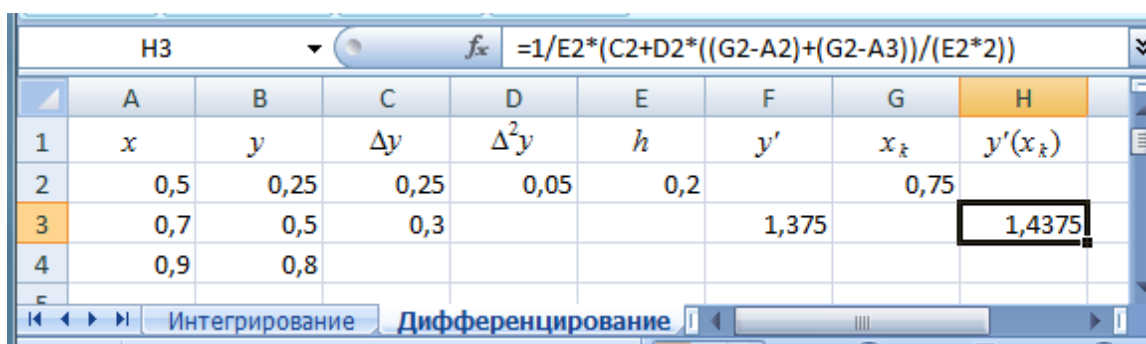 H3 fx =1/E2*(C2+D2*((G2-A2)+(G2-A3))/(E2*2))
A B C D E F G H
1 x y Δy Δ²y h y′ xₖ y′(xₖ)
2 0,5 0,25 0,25 0,05 0,2 0,75
3 0,7 0,5 0,3 1,375 1,4375
4 0,9 0,8
Интегрирование Дифференцирование